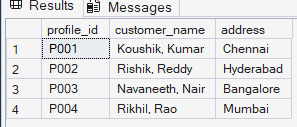 Results Messages
profile_id customer_name address
1 P001 Koushik, Kumar Chennai
2 P002 Rishik, Reddy Hyderabad
3 P003 Navaneeth, Nair Bangalore
4 P004 Rikhil, Rao Mumbai